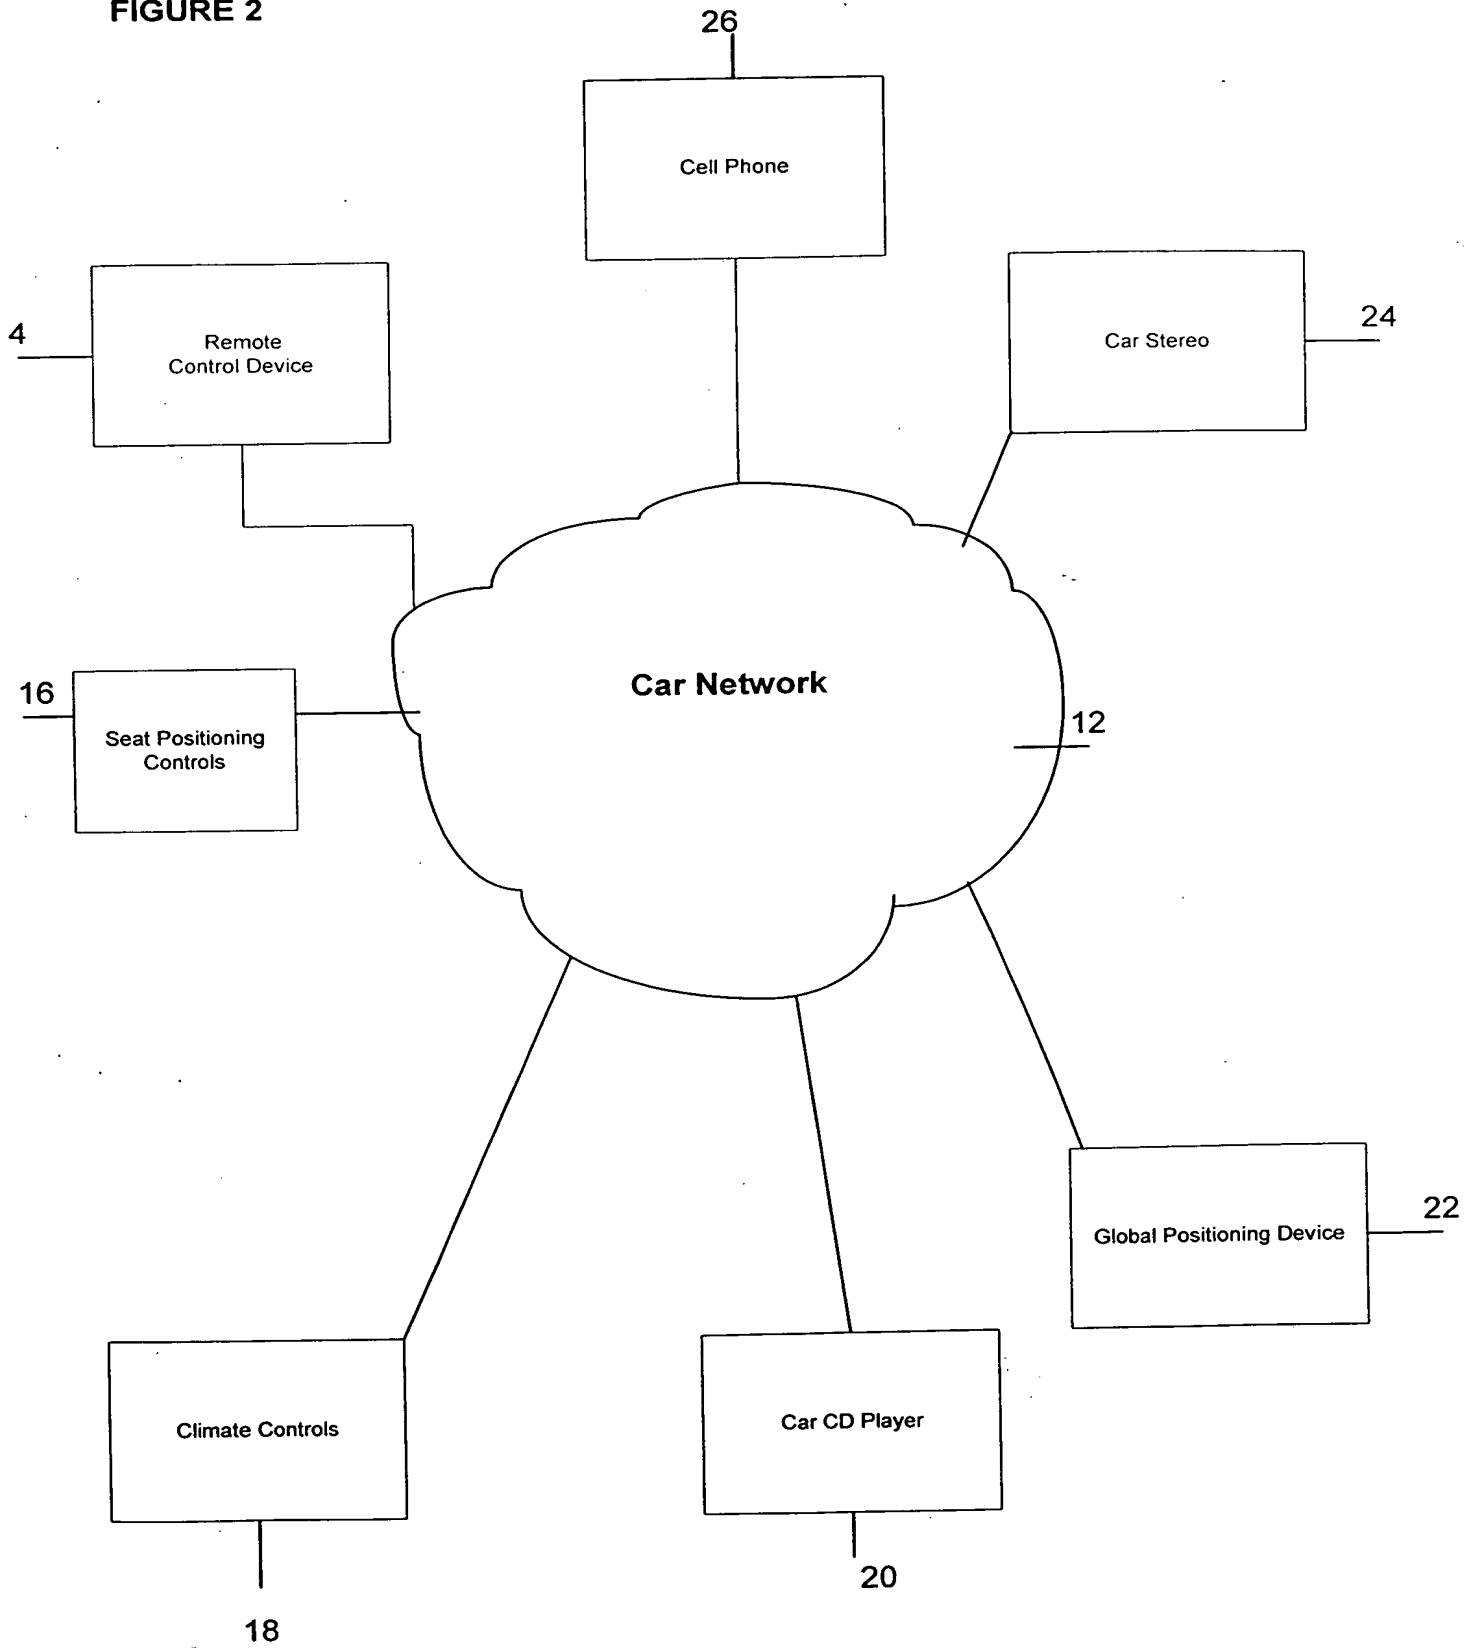 FIGURE 2
26
Cell Phone
4
Remote
Control Device
24
Car Stereo
16
Seat Positioning
Controls
Car Network
12
22
Global Positioning Device
Climate Controls
18
Car CD Player
20